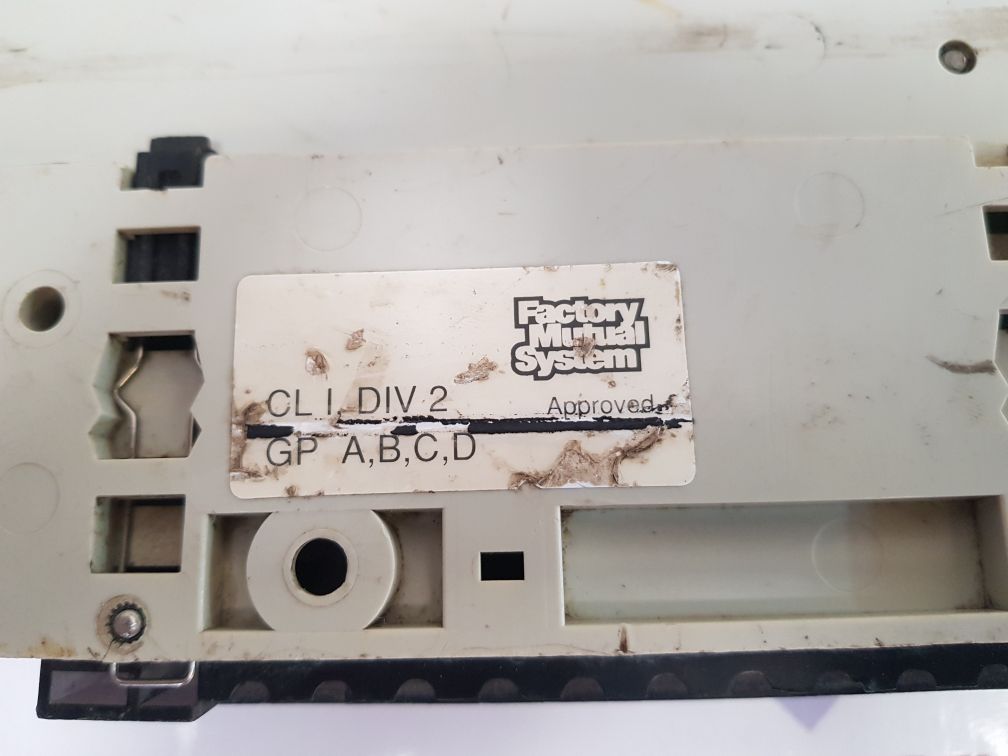 Factory
Mutual
System
CL I, DIV 2
Approved
GP A,B,C,D